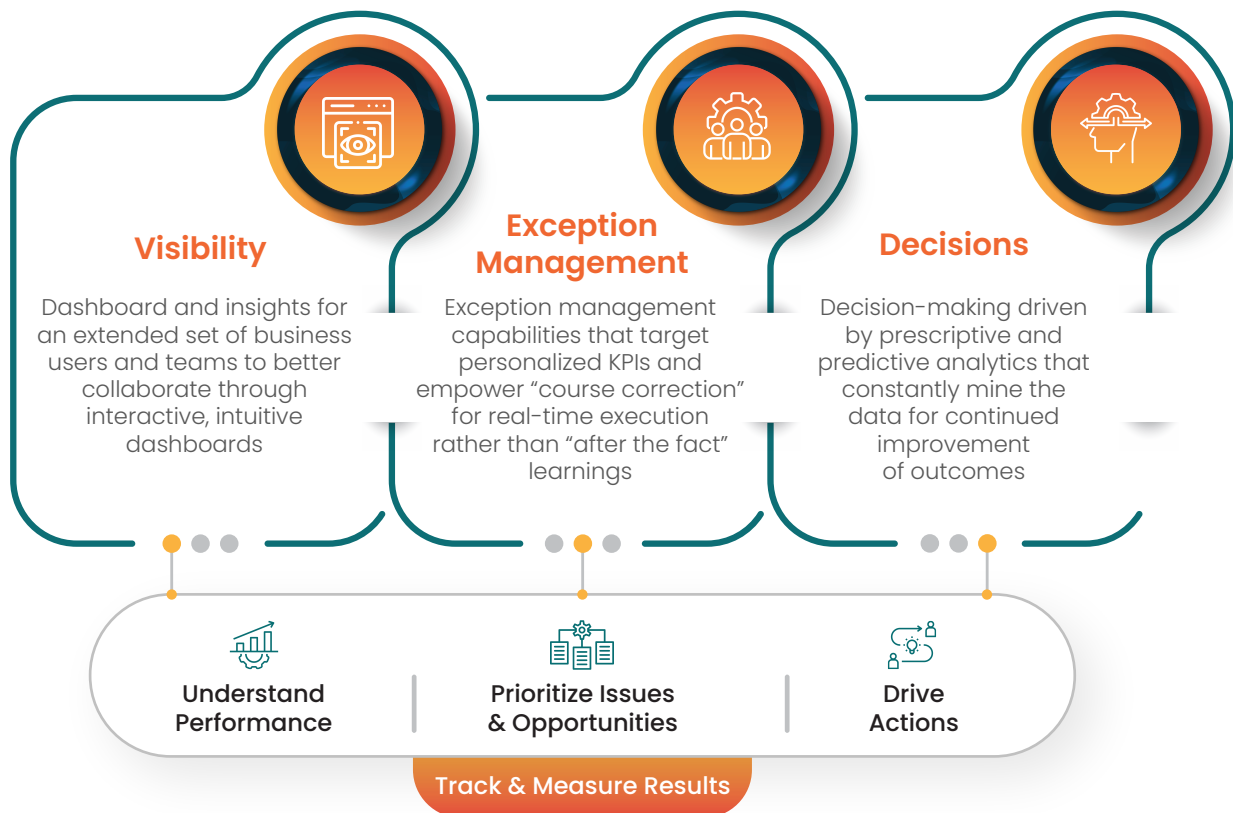 Visibility
Dashboard and insights for
an extended set of business
users and teams to better
collaborate through
interactive, intuitive
dashboards
Exception
Management
Exception management
capabilities that target
personalized KPIs and
empower “course correction”
for real-time execution
rather than “after the fact”
learnings
Decisions
Decision-making driven
by prescriptive and
predictive analytics that
constantly mine the
data for continued
improvement
of outcomes
Understand
Performance
Prioritize Issues
& Opportunities
Drive
Actions
Track & Measure Results